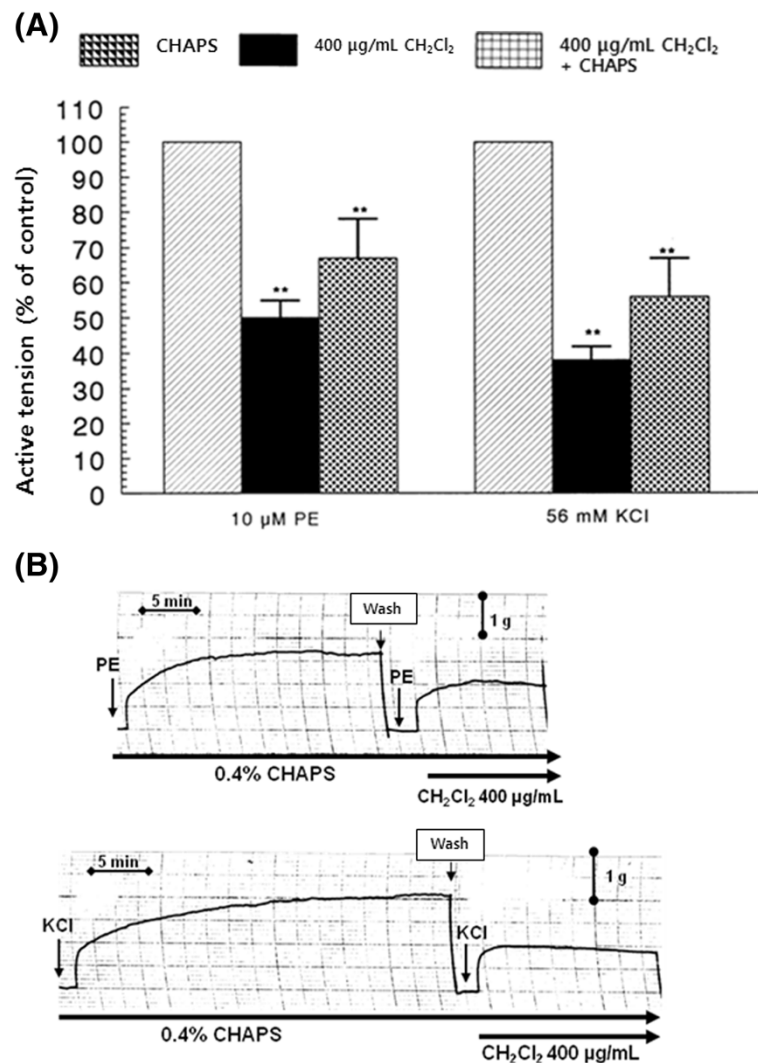 (A)
CHAPS
400 µg/mL CH₂Cl₂
400 µg/mL CH₂Cl₂
+ CHAPS
Active tension (% of control)
110
100
90
80
70
60
50
40
30
20
10
0
**
**
**
**
10 µM PE
56 mM KCl
(B)
5 min
Wash
1 g
PE
PE
0.4% CHAPS
CH₂Cl₂ 400 µg/mL
5 min
Wash
1 g
KCl
KCl
0.4% CHAPS
CH₂Cl₂ 400 µg/mL